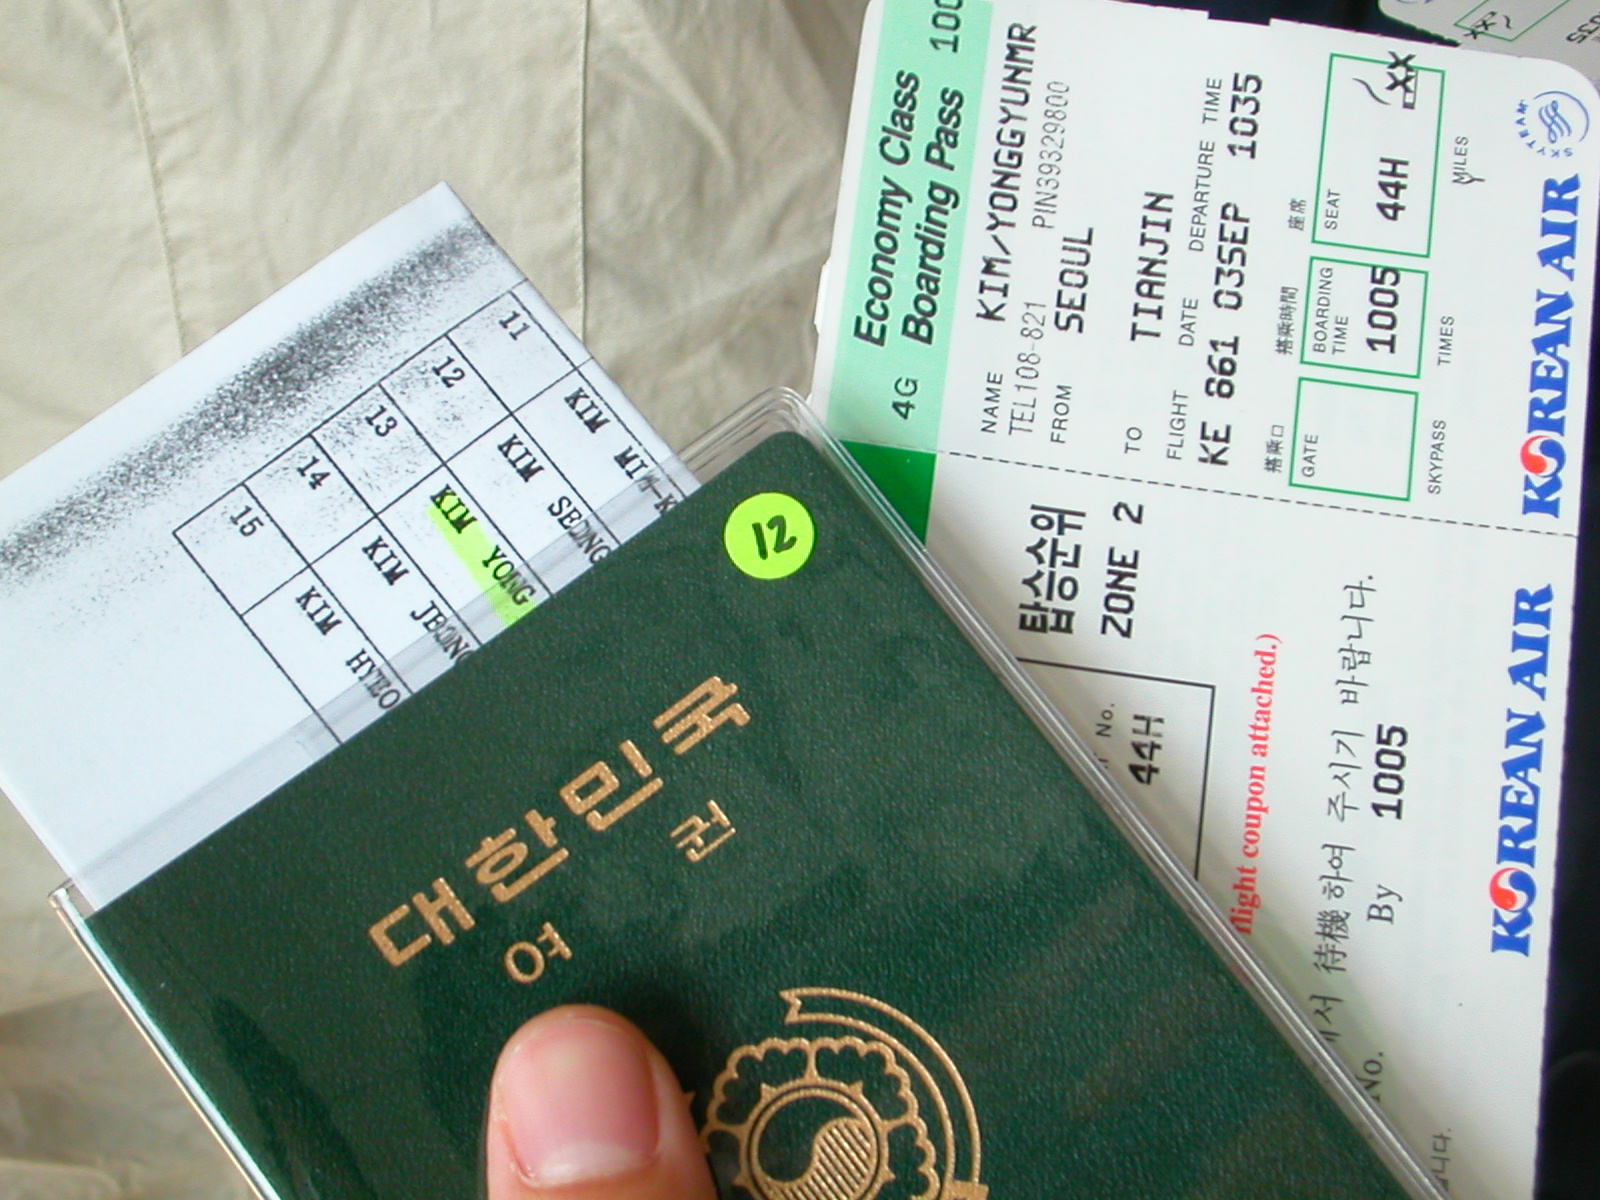 11
KIM
12
KIM
13
KIM YONG
14
KIM JEONG
15
KIM HYEO
12
대한민국
여 권
Economy Class
4G Boarding Pass 100
NAME KIM/YONGGYUNMR
TEL108-821 PIN39329800
FROM SEOUL
TO TIANJIN
FLIGHT DATE DEPARTURE TIME
KE 861 03SEP 1035
搭乘口 搭乘時間 座席
GATE
BOARDING TIME
1005
SEAT
44H
XX
SKYPASS TIMES MILES
SKYTEAM
KOREAN AIR
탑승순위
ZONE 2
No.
44H
flight coupon attached.)
서 待機하여 주시기 바랍니다.
No. By 1005
니다.
KOREAN AIR